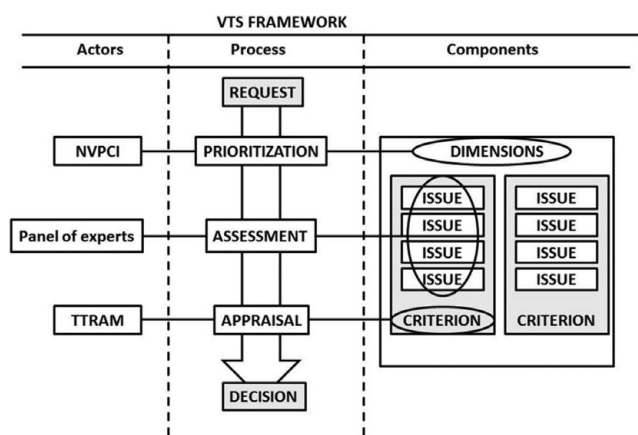 VTS FRAMEWORK
Actors Process Components
REQUEST
NVPCI PRIORITIZATION DIMENSIONS
ISSUE ISSUE
ISSUE ISSUE
Panel of experts ASSESSMENT
ISSUE ISSUE
ISSUE ISSUE
TTRAM APPRAISAL CRITERION CRITERION
DECISION